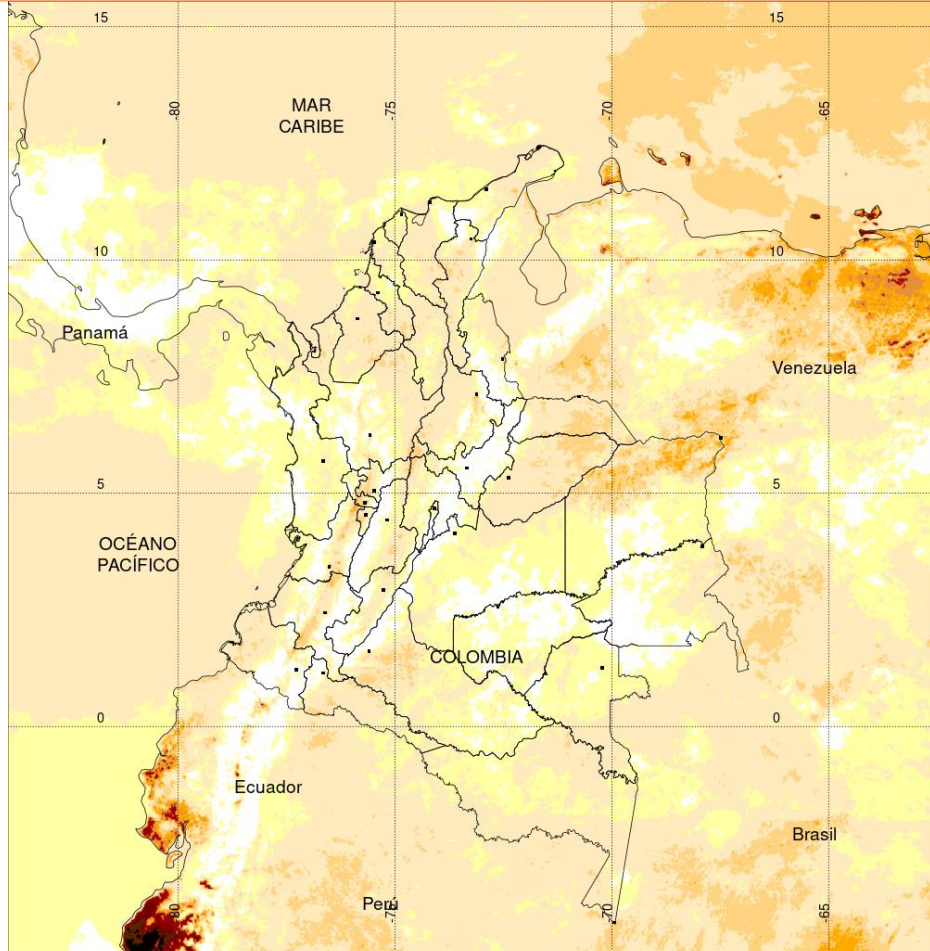 15
15
-80
-75
-70
-65
MAR
CARIBE
10
10
Panamá
Venezuela
5
5
OCÉANO
PACÍFICO
COLOMBIA
0
0
Ecuador
Brasil
Perú
-80
-75
-70
-65